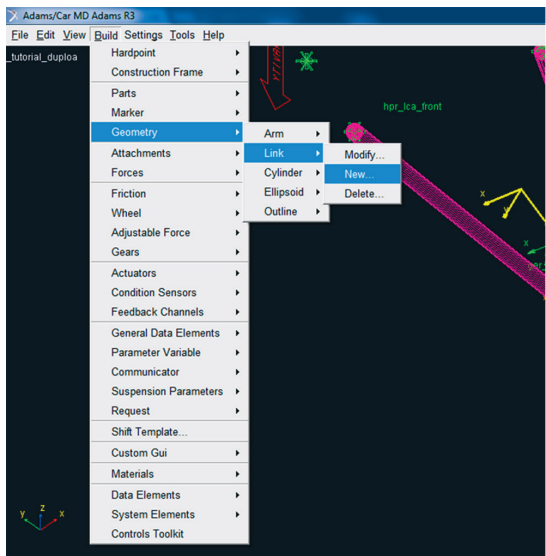 Adams/Car MD Adams R3
File Edit View Build Settings Tools Help
_tutorial_duploa
Hardpoint
Construction Frame
Parts
Marker
Geometry
Attachments
Forces
Friction
Wheel
Adjustable Force
Gears
Actuators
Condition Sensors
Feedback Channels
General Data Elements
Parameter Variable
Communicator
Suspension Parameters
Request
Shift Template...
Custom Gui
Materials
Data Elements
System Elements
Controls Toolkit
Arm
Link
Cylinder
Ellipsoid
Outline
Modify...
New...
Delete...
hpr_lca_front
x
y
x
y z x